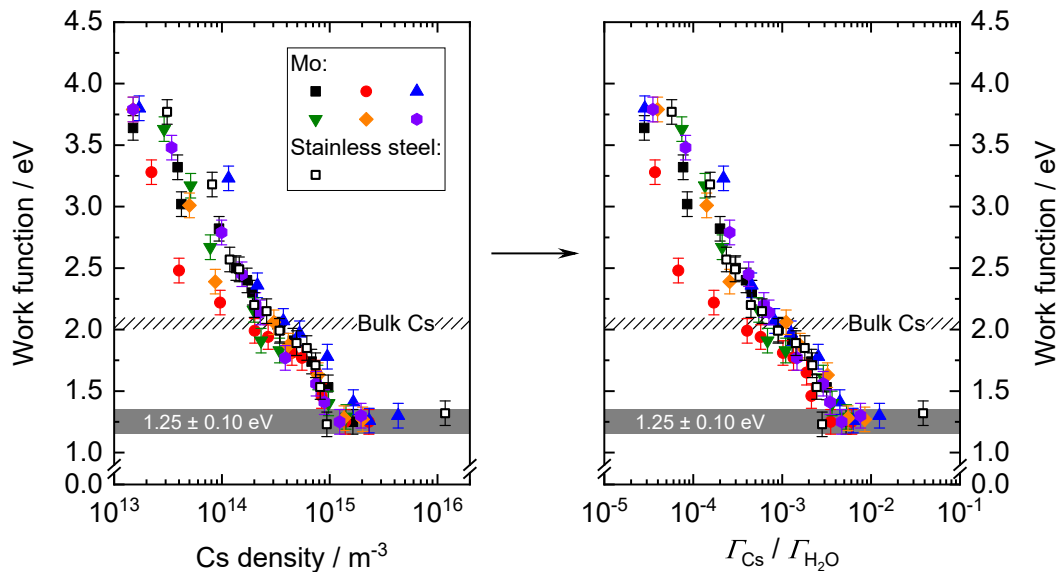 Work function / eV
4.5
4.0
3.5
3.0
2.5
2.0
1.5
1.0
0.0
Mo:
Stainless steel:
Bulk Cs
1.25 ± 0.10 eV
10¹³
10¹⁴
10¹⁵
10¹⁶
Cs density / m⁻³
Bulk Cs
1.25 ± 0.10 eV
10⁻⁵
10⁻⁴
10⁻³
10⁻²
10⁻¹
Γ_Cs / Γ_H₂O
4.5
4.0
3.5
3.0
2.5
2.0
1.5
1.0
0.0
Work function / eV